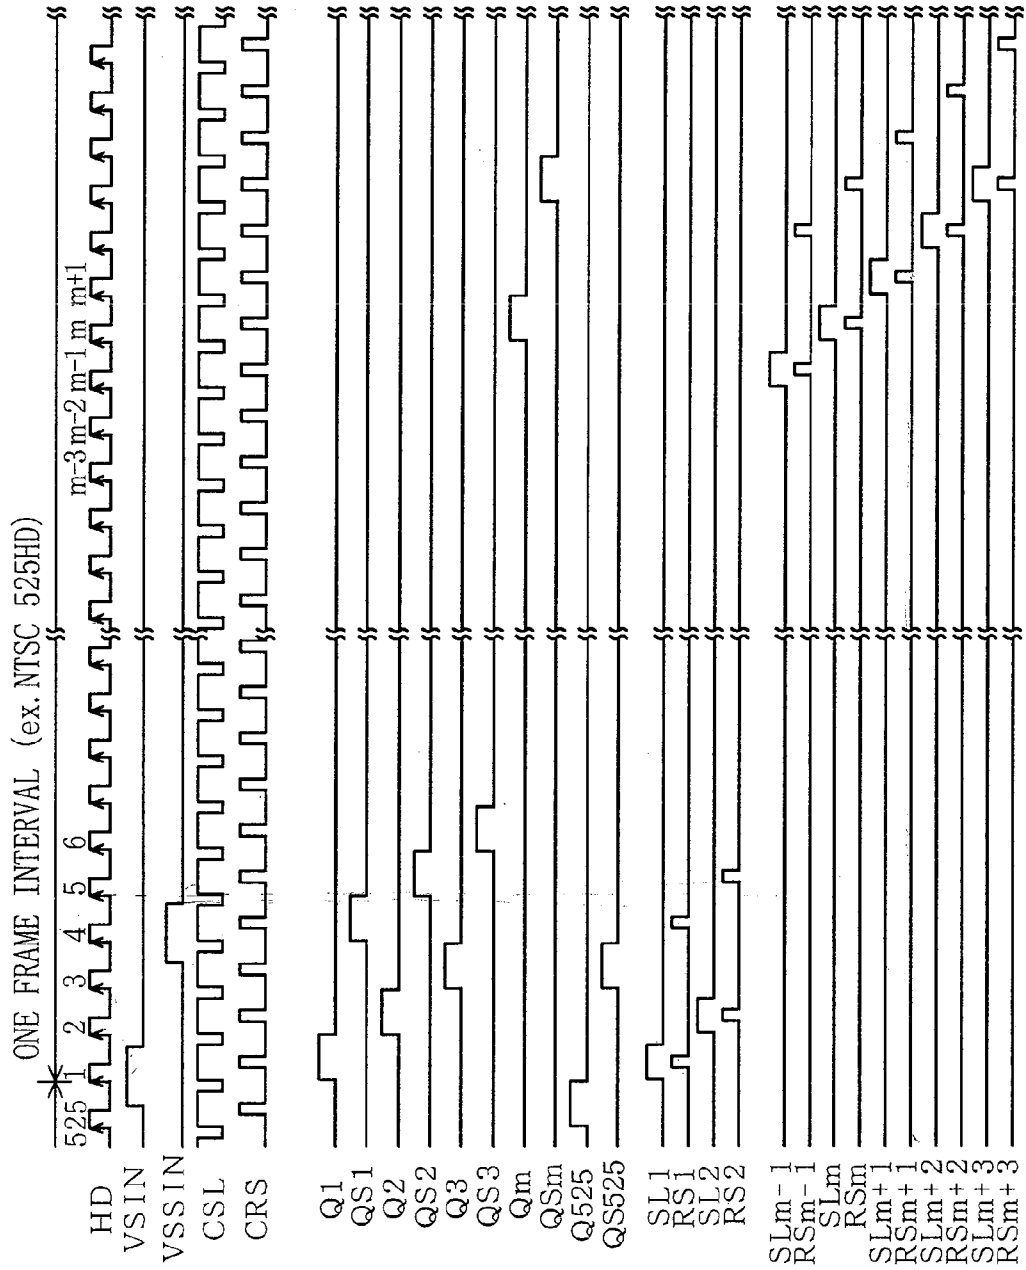 ONE FRAME INTERVAL (ex. NTSC 525HD)
525 1 2 3 4 5 6 m-3 m-2 m-1 m m+1
HD
VSIN
VSSIN
CSL
CRS
Q1
QS1
Q2
QS2
Q3
QS3
Qm
QSm
Q525
QS525
SL1
RS1
SL2
RS2
SLm-1
RSm-1
SLm
RSm
SLm+1
RSm+1
SLm+2
RSm+2
SLm+3
RSm+3